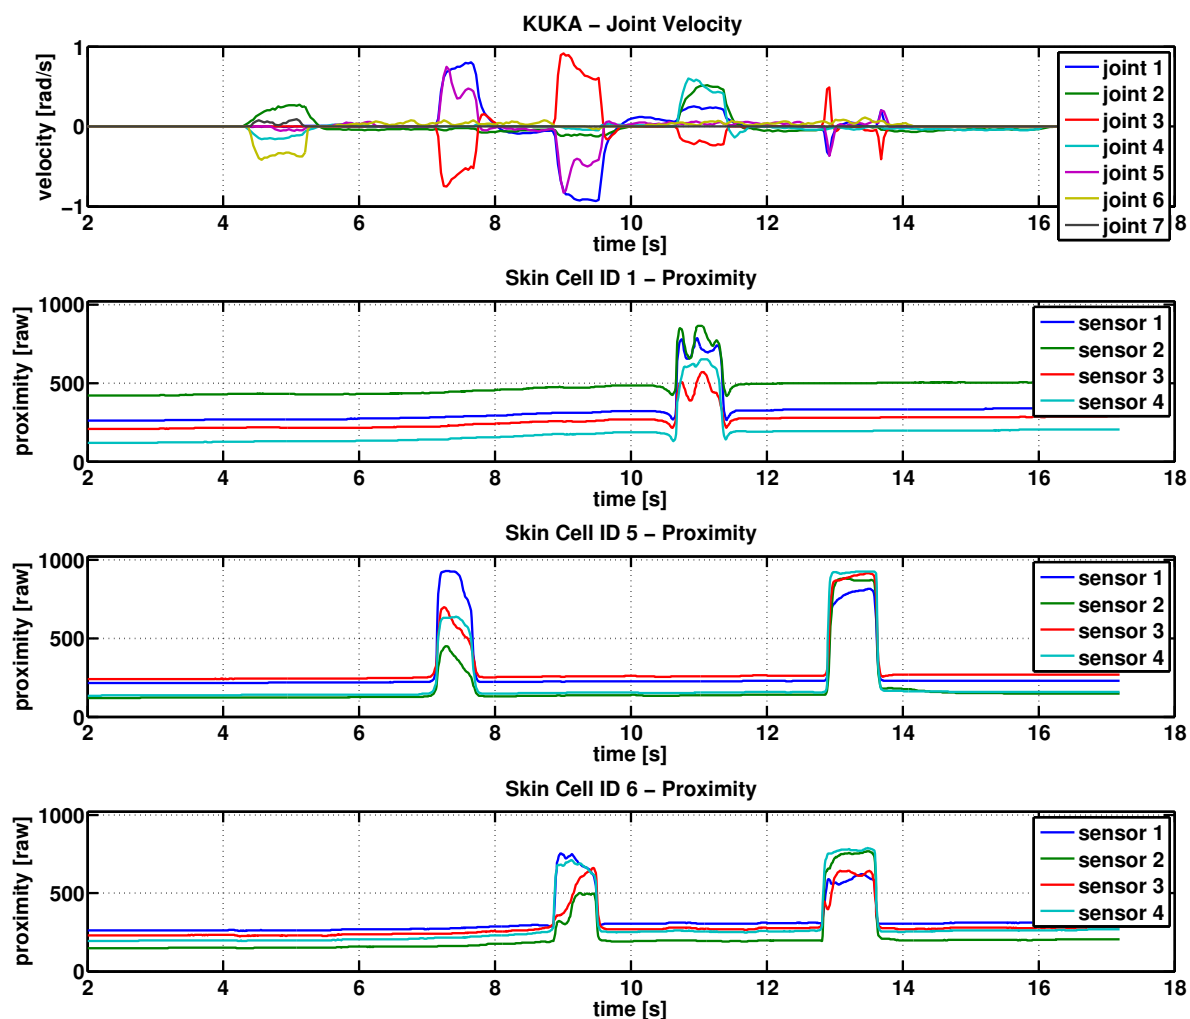 KUKA − Joint Velocity
velocity [rad/s]
1
0
−1
joint 1
joint 2
joint 3
joint 4
joint 5
joint 6
joint 7
2 4 6 8 10 12 14 16 18
time [s]
Skin Cell ID 1 − Proximity
proximity [raw]
1000
500
0
sensor 1
sensor 2
sensor 3
sensor 4
2 4 6 8 10 12 14 16 18
time [s]
Skin Cell ID 5 − Proximity
proximity [raw]
1000
500
0
sensor 1
sensor 2
sensor 3
sensor 4
2 4 6 8 10 12 14 16 18
time [s]
Skin Cell ID 6 − Proximity
proximity [raw]
1000
500
0
sensor 1
sensor 2
sensor 3
sensor 4
2 4 6 8 10 12 14 16 18
time [s]